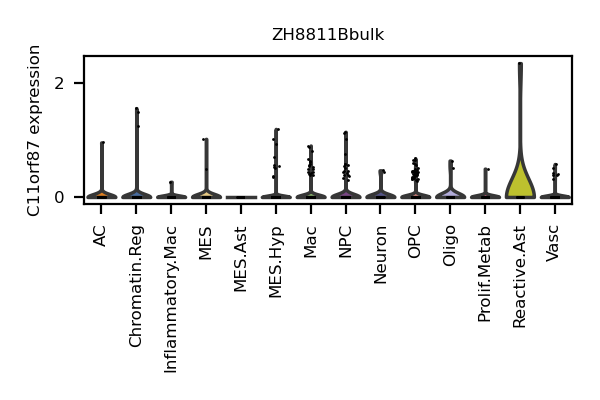 ZH8811Bbulk
C11orf87 expression
2
0
AC
Chromatin.Reg
Inflammatory.Mac
MES
MES.Ast
MES.Hyp
Mac
NPC
Neuron
OPC
Oligo
Prolif.Metab
Reactive.Ast
Vasc